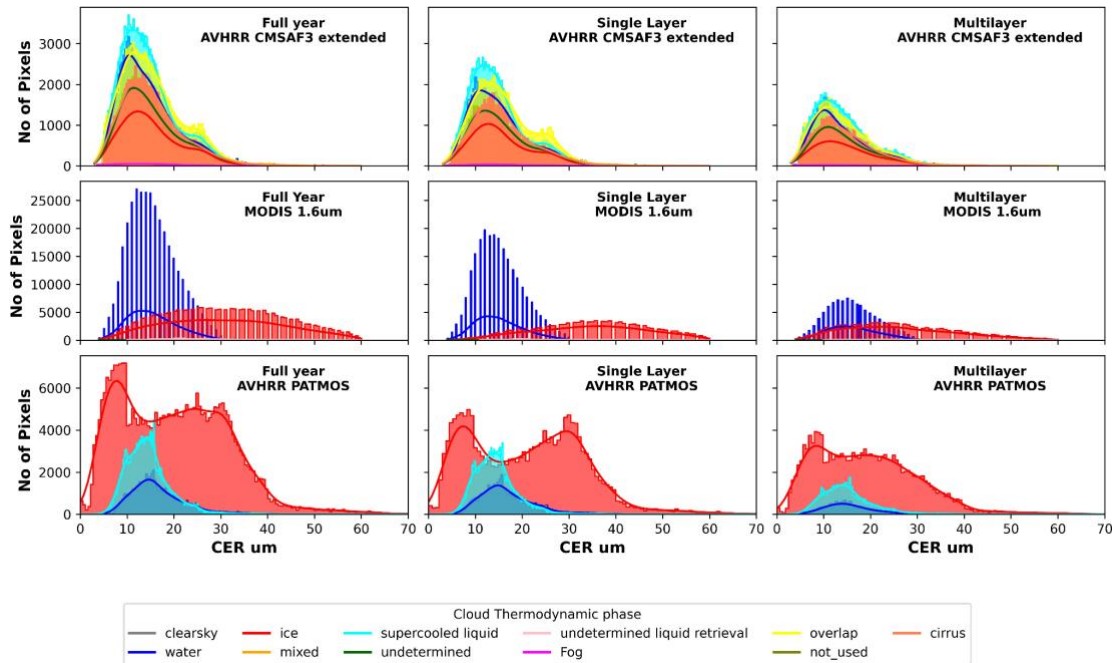 Full year
AVHRR CMSAF3 extended
Single Layer
AVHRR CMSAF3 extended
Multilayer
AVHRR CMSAF3 extended
No of Pixels
3000
2000
1000
0
Full Year
MODIS 1.6um
Single Layer
MODIS 1.6um
Multilayer
MODIS 1.6um
No of Pixels
25000
20000
15000
10000
5000
0
Full year
AVHRR PATMOS
Single Layer
AVHRR PATMOS
Multilayer
AVHRR PATMOS
No of Pixels
6000
4000
2000
0
0 10 20 30 40 50 60 70
0 10 20 30 40 50 60 70
0 10 20 30 40 50 60 70
CER um
CER um
CER um
Cloud Thermodynamic phase
clearsky ice supercooled liquid undetermined liquid retrieval overlap cirrus
water mixed undetermined Fog not_used